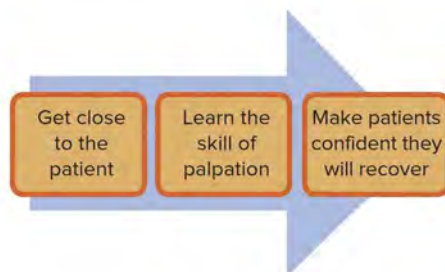 Get close
to the
patient
Learn the
skill of
palpation
Make patients
confident they
will recover